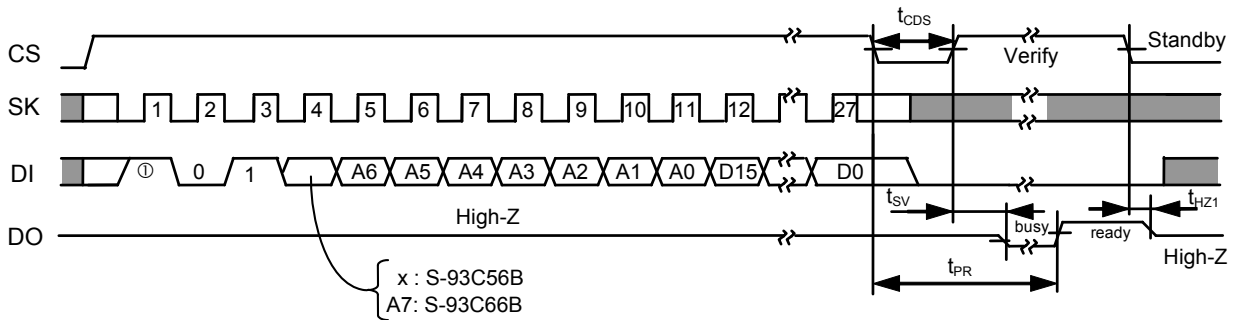 tCDS
CS Verify Standby
SK 1 2 3 4 5 6 7 8 9 10 11 12 27
DI ① 0 1 A6 A5 A4 A3 A2 A1 A0 D15 D0
tSV tHZ1
High-Z busy ready
DO High-Z
tPR
x : S-93C56B
A7: S-93C66B